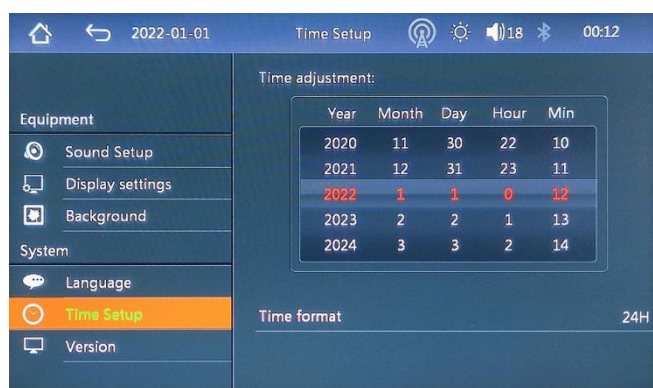 2022-01-01 Time Setup 18 00:12
Equipment
Sound Setup
Display settings
Background
System
Language
Time Setup
Version
Time adjustment:
Year Month Day Hour Min
2020 11 30 22 10
2021 12 31 23 11
2022 1 1 0 12
2023 2 2 1 13
2024 3 3 2 14
Time format 24H